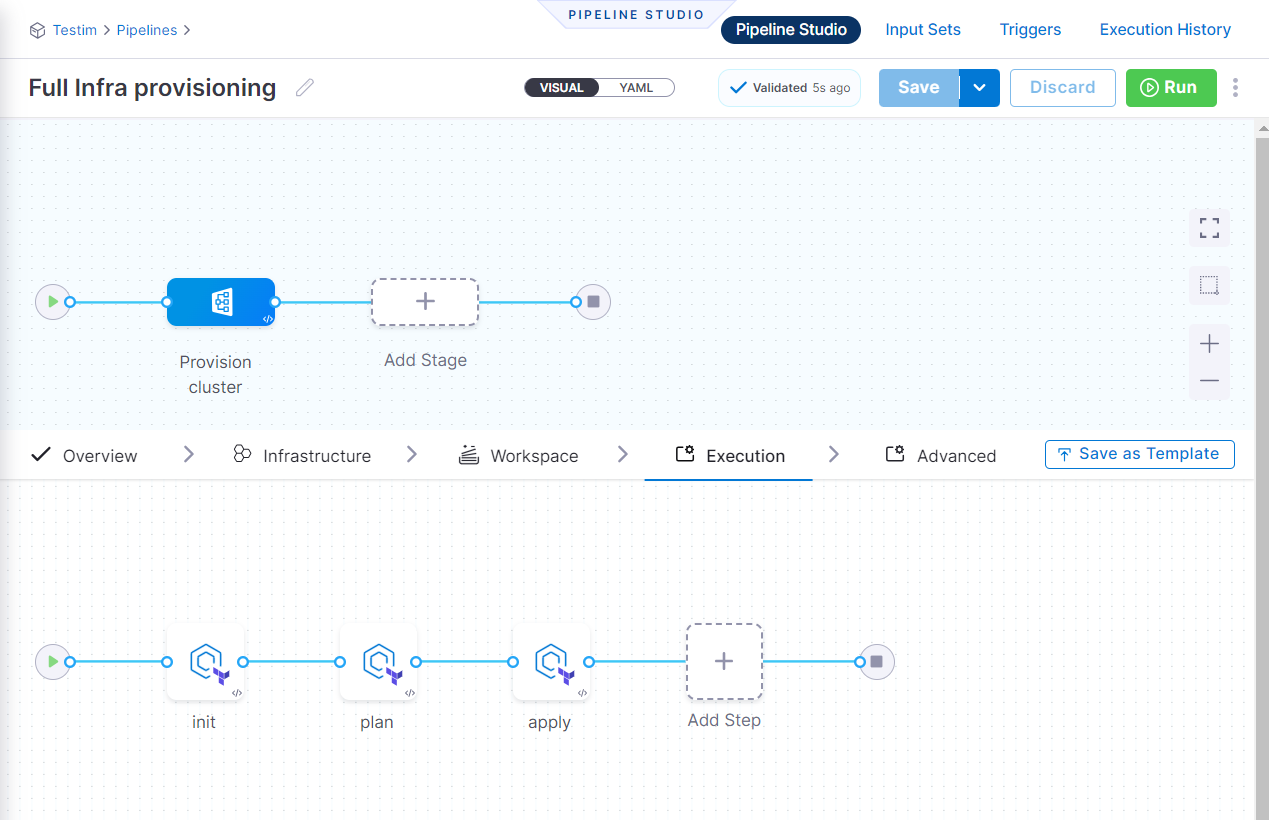 PIPELINE STUDIO
Testim > Pipelines >
Pipeline Studio
Input Sets
Triggers
Execution History
Full Infra provisioning
VISUAL
YAML
Validated 5s ago
Save
Discard
Run
Provision
cluster
Add Stage
Overview
Infrastructure
Workspace
Execution
Advanced
Save as Template
init
plan
apply
Add Step